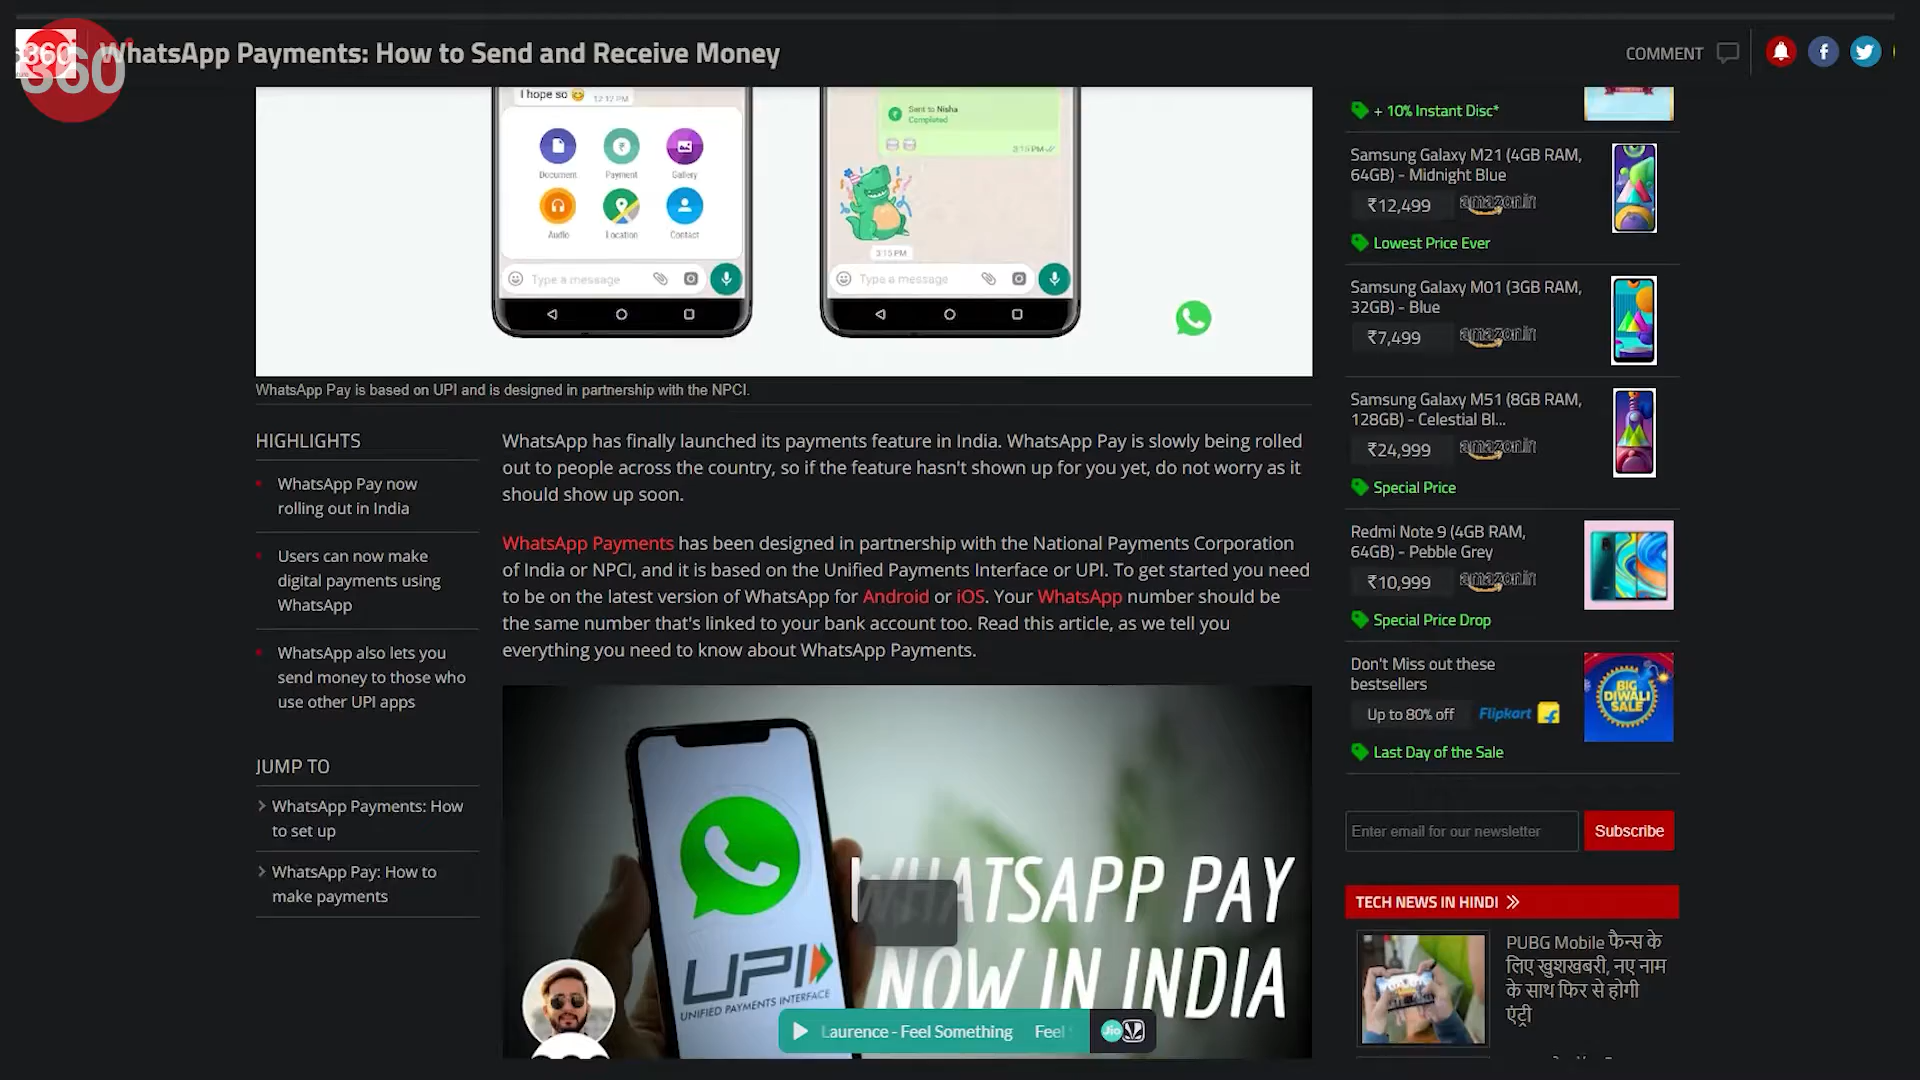 360
WhatsApp Payments: How to Send and Receive Money
COMMENT
I hope so
12:12 PM
Document
Payment
Gallery
Audio
Location
Contact
Type a message
Sent to Nisha
Completed
3:15 PM
3:15 PM
Type a message
WhatsApp Pay is based on UPI and is designed in partnership with the NPCI.
HIGHLIGHTS
WhatsApp Pay now
rolling out in India
Users can now make
digital payments using
WhatsApp
WhatsApp also lets you
send money to those who
use other UPI apps
JUMP TO
WhatsApp Payments: How
to set up
WhatsApp Pay: How to
make payments
WhatsApp has finally launched its payments feature in India. WhatsApp Pay is slowly being rolled
out to people across the country, so if the feature hasn't shown up for you yet, do not worry as it
should show up soon.
WhatsApp Payments has been designed in partnership with the National Payments Corporation
of India or NPCI, and it is based on the Unified Payments Interface or UPI. To get started you need
to be on the latest version of WhatsApp for Android or iOS. Your WhatsApp number should be
the same number that's linked to your bank account too. Read this article, as we tell you
everything you need to know about WhatsApp Payments.
UPI
UNIFIED PAYMENTS INTERFACE
WHATSAPP PAY
NOW IN INDIA
Laurence - Feel Something Feel
Jio
+ 10% Instant Disc*
Samsung Galaxy M21 (4GB RAM,
64GB) - Midnight Blue
₹12,499 amazon.in
Lowest Price Ever
Samsung Galaxy M01 (3GB RAM,
32GB) - Blue
₹7,499 amazon.in
Samsung Galaxy M51 (8GB RAM,
128GB) - Celestial Bl...
₹24,999 amazon.in
Special Price
Redmi Note 9 (4GB RAM,
64GB) - Pebble Grey
₹10,999 amazon.in
Special Price Drop
Don't Miss out these
bestsellers
Up to 80% off Flipkart
BIG
DIWALI
SALE
Last Day of the Sale
Enter email for our newsletter
Subscribe
TECH NEWS IN HINDI
PUBG Mobile फैन्स के
लिए खुशखबरी, नए नाम
के साथ फिर से होगी
एंट्री